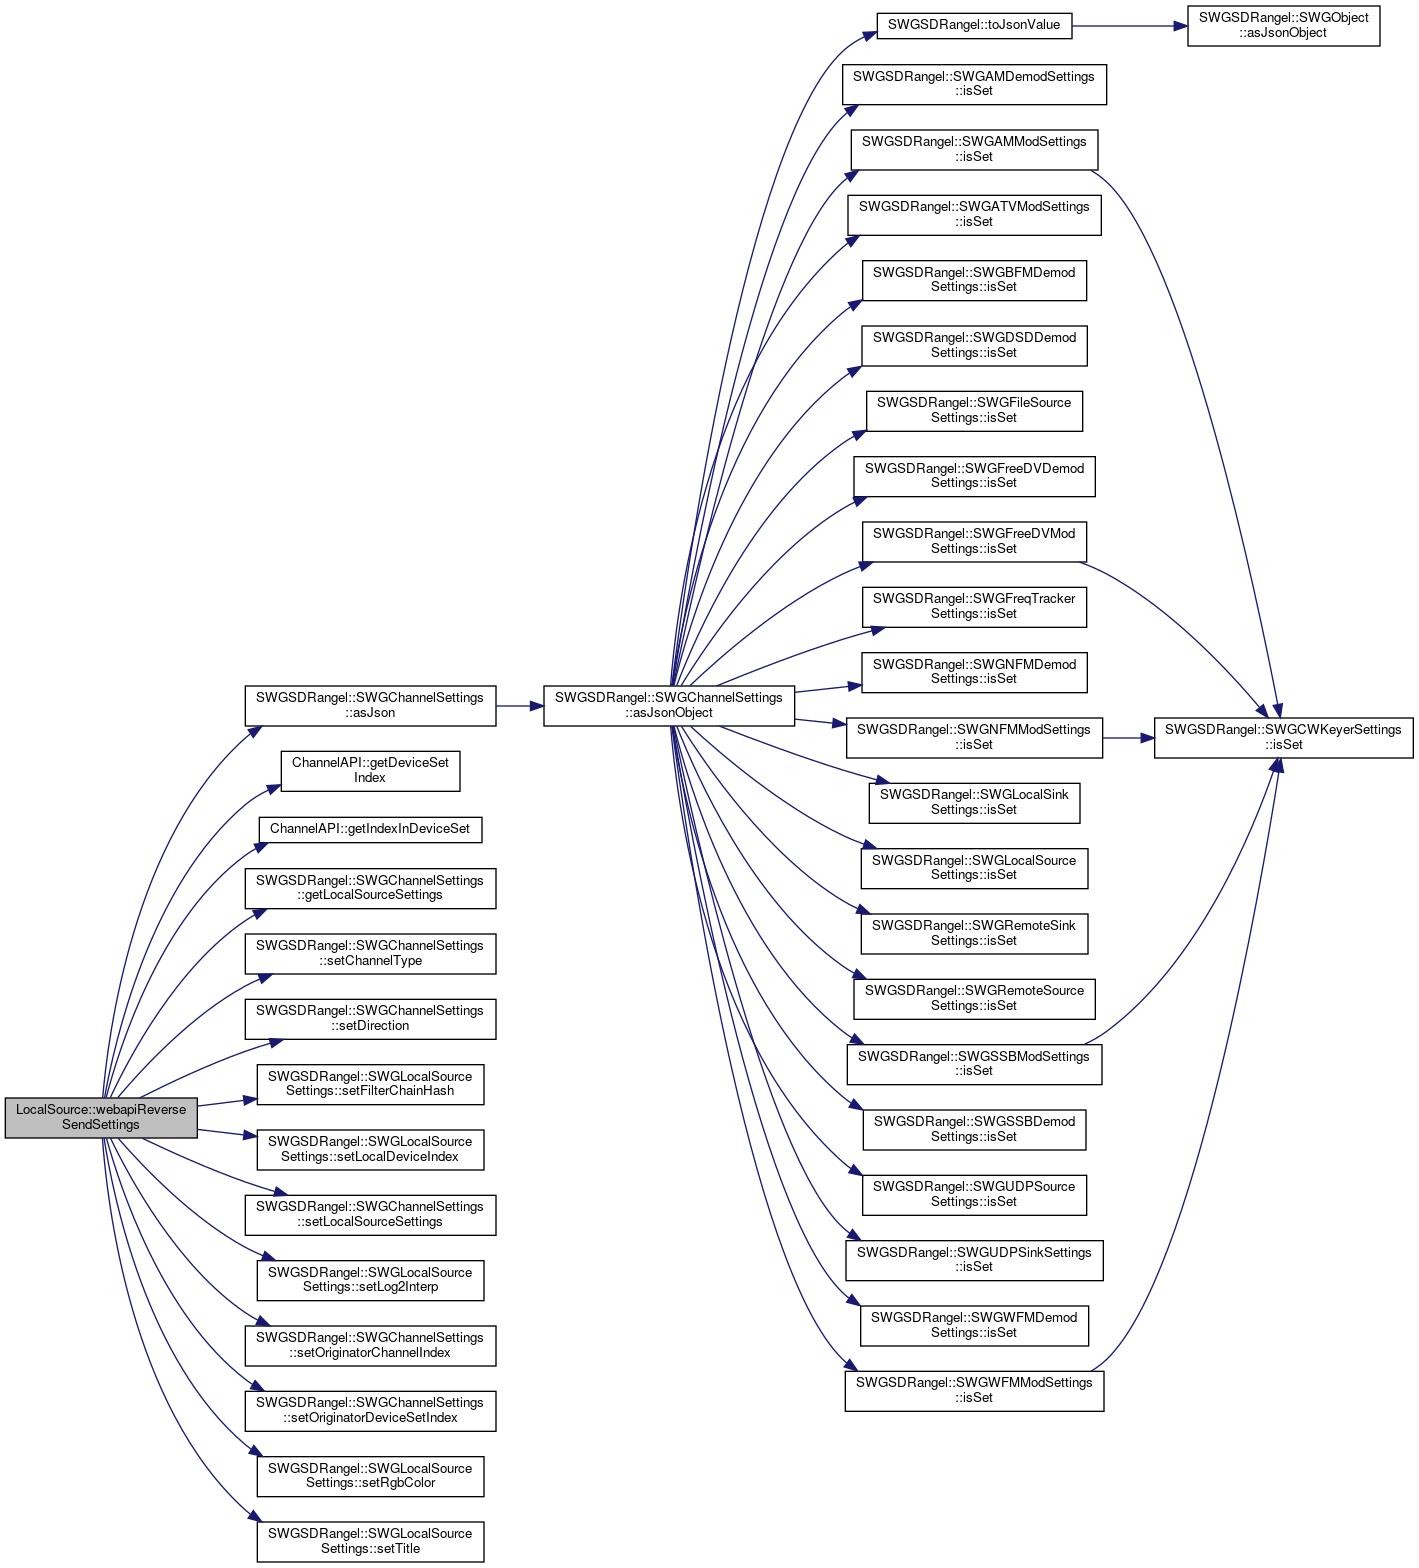 LocalSource::webapiReverse
SendSettings
SWGSDRangel::SWGChannelSettings
::asJson
ChannelAPI::getDeviceSet
Index
ChannelAPI::getIndexInDeviceSet
SWGSDRangel::SWGChannelSettings
::getLocalSourceSettings
SWGSDRangel::SWGChannelSettings
::setChannelType
SWGSDRangel::SWGChannelSettings
::setDirection
SWGSDRangel::SWGLocalSource
Settings::setFilterChainHash
SWGSDRangel::SWGLocalSource
Settings::setLocalDeviceIndex
SWGSDRangel::SWGChannelSettings
::setLocalSourceSettings
SWGSDRangel::SWGLocalSource
Settings::setLog2Interp
SWGSDRangel::SWGChannelSettings
::setOriginatorChannelIndex
SWGSDRangel::SWGChannelSettings
::setOriginatorDeviceSetIndex
SWGSDRangel::SWGLocalSource
Settings::setRgbColor
SWGSDRangel::SWGLocalSource
Settings::setTitle
SWGSDRangel::SWGChannelSettings
::asJsonObject
SWGSDRangel::toJsonValue
SWGSDRangel::SWGAMDemodSettings
::isSet
SWGSDRangel::SWGAMModSettings
::isSet
SWGSDRangel::SWGATVModSettings
::isSet
SWGSDRangel::SWGBFMDemod
Settings::isSet
SWGSDRangel::SWGDSDDemod
Settings::isSet
SWGSDRangel::SWGFileSource
Settings::isSet
SWGSDRangel::SWGFreeDVDemod
Settings::isSet
SWGSDRangel::SWGFreeDVMod
Settings::isSet
SWGSDRangel::SWGFreqTracker
Settings::isSet
SWGSDRangel::SWGNFMDemod
Settings::isSet
SWGSDRangel::SWGNFMModSettings
::isSet
SWGSDRangel::SWGLocalSink
Settings::isSet
SWGSDRangel::SWGLocalSource
Settings::isSet
SWGSDRangel::SWGRemoteSink
Settings::isSet
SWGSDRangel::SWGRemoteSource
Settings::isSet
SWGSDRangel::SWGSSBModSettings
::isSet
SWGSDRangel::SWGSSBDemod
Settings::isSet
SWGSDRangel::SWGUDPSource
Settings::isSet
SWGSDRangel::SWGUDPSinkSettings
::isSet
SWGSDRangel::SWGWFMDemod
Settings::isSet
SWGSDRangel::SWGWFMModSettings
::isSet
SWGSDRangel::SWGObject
::asJsonObject
SWGSDRangel::SWGCWKeyerSettings
::isSet